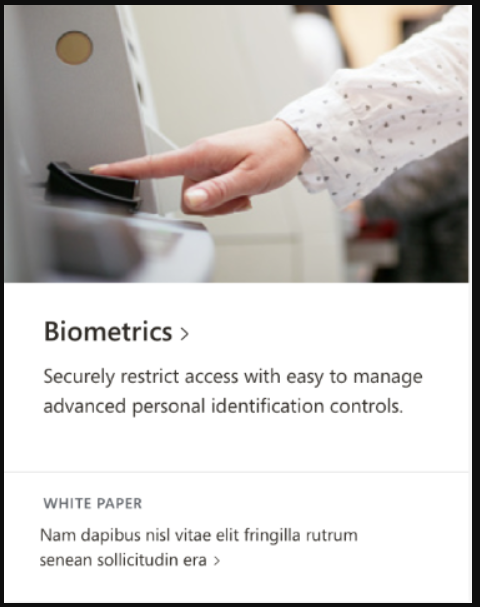 Biometrics >
Securely restrict access with easy to manage
advanced personal identification controls.
WHITE PAPER
Nam dapibus nisl vitae elit fringilla rutrum
senean sollicitudin era >